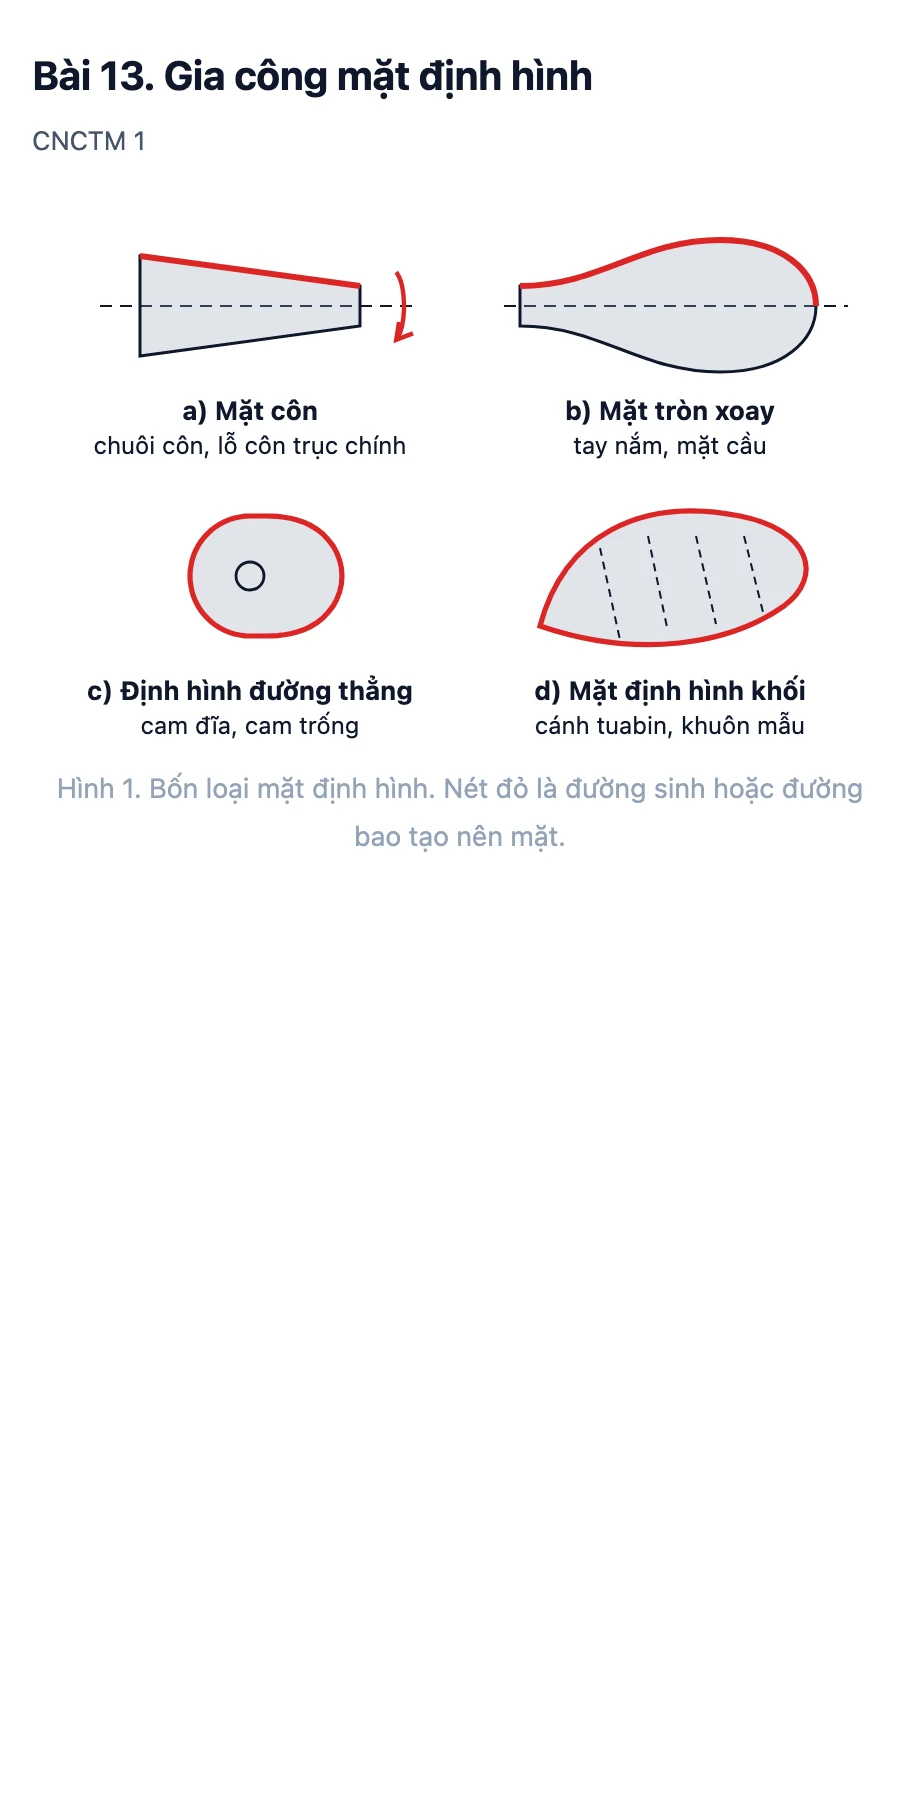 Bài 13. Gia công mặt định hình
CNCTM 1
a) Mặt côn
chuôi côn, lỗ côn trục chính
b) Mặt tròn xoay
tay nắm, mặt cầu
c) Định hình đường thẳng
cam đĩa, cam trống
d) Mặt định hình khối
cánh tuabin, khuôn mẫu
Hình 1. Bốn loại mặt định hình. Nét đỏ là đường sinh hoặc đường
bao tạo nên mặt.